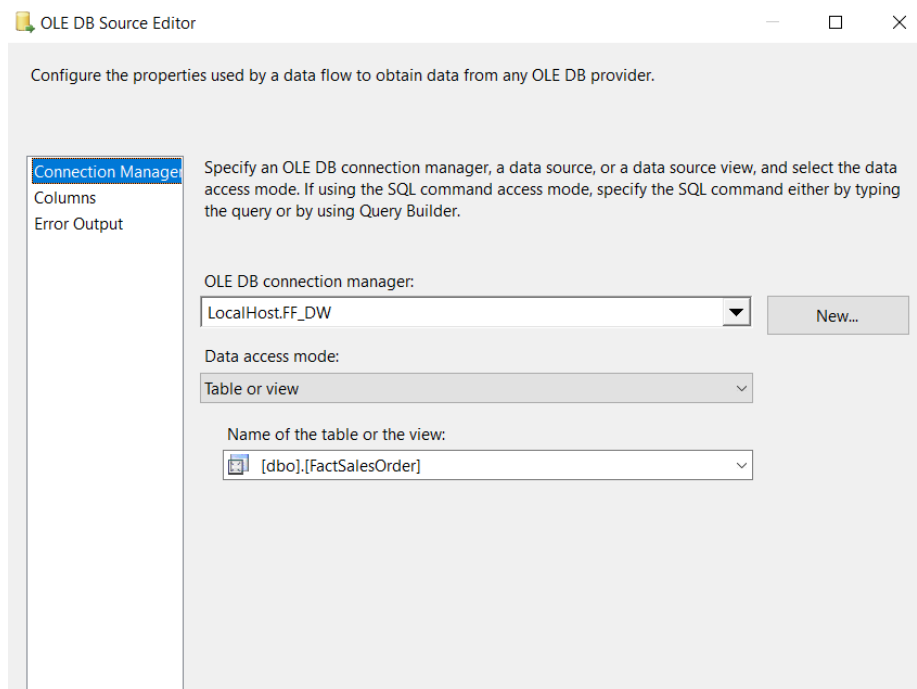 OLE DB Source Editor
Configure the properties used by a data flow to obtain data from any OLE DB provider.
Connection Manager
Columns
Error Output
Specify an OLE DB connection manager, a data source, or a data source view, and select the data
access mode. If using the SQL command access mode, specify the SQL command either by typing
the query or by using Query Builder.
OLE DB connection manager:
LocalHost.FF_DW
New...
Data access mode:
Table or view
Name of the table or the view:
[dbo].[FactSalesOrder]